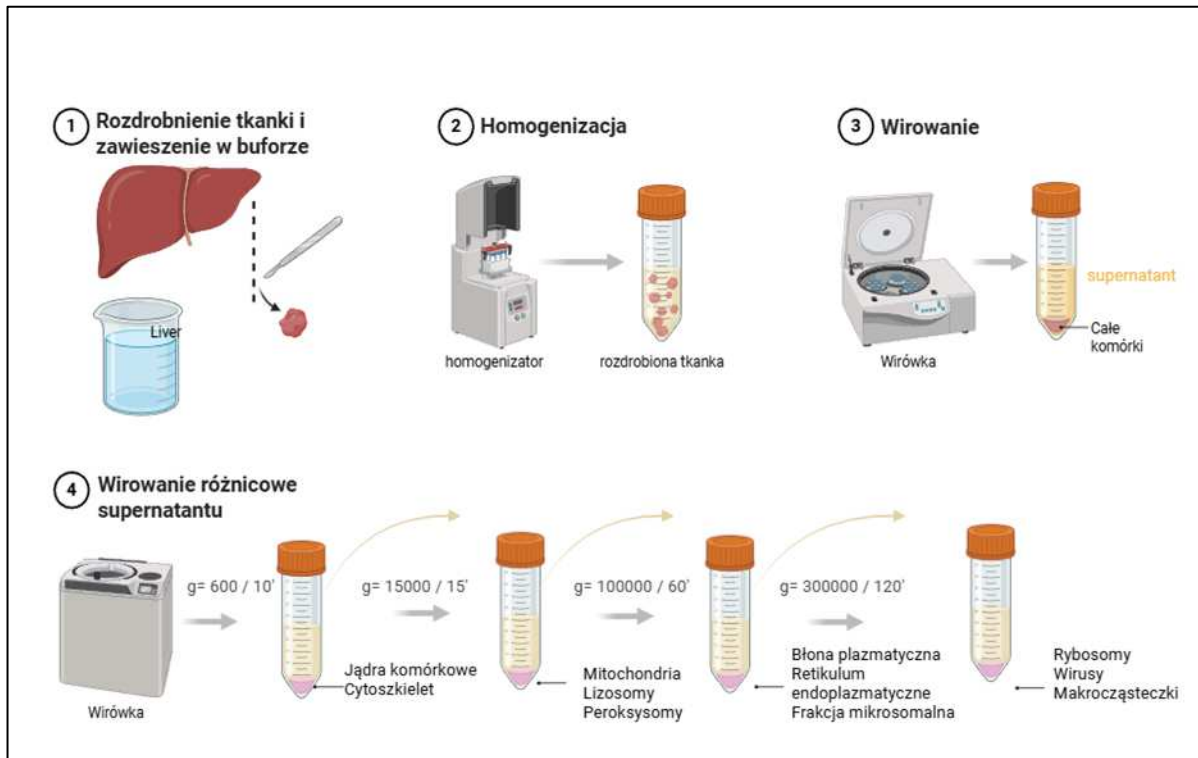 1
Rozdrobnienie tkanki i
zawieszenie w buforze
Liver
2
Homogenizacja
homogenizator
rozdrobiona tkanka
3
Wirowanie
Wirówka
supernatant
Całe
komórki
4
Wirowanie różnicowe
supernatantu
Wirówka
g= 600 / 10'
Jądra komórkowe
Cytoszkielet
g= 15000 / 15'
Mitochondria
Lizosomy
Peroksysomy
g= 100000 / 60'
Błona plazmatyczna
Retikulum
endoplazmatyczne
Frakcja mikrosomalna
g= 300000 / 120'
Rybosomy
Wirusy
Makrocząsteczki